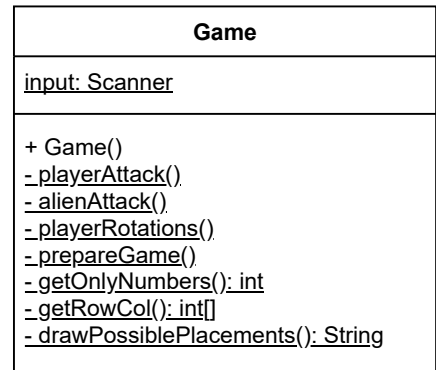 Game
input: Scanner
+ Game()
- playerAttack()
- alienAttack()
- playerRotations()
- prepareGame()
- getOnlyNumbers(): int
- getRowCol(): int[]
- drawPossiblePlacements(): String